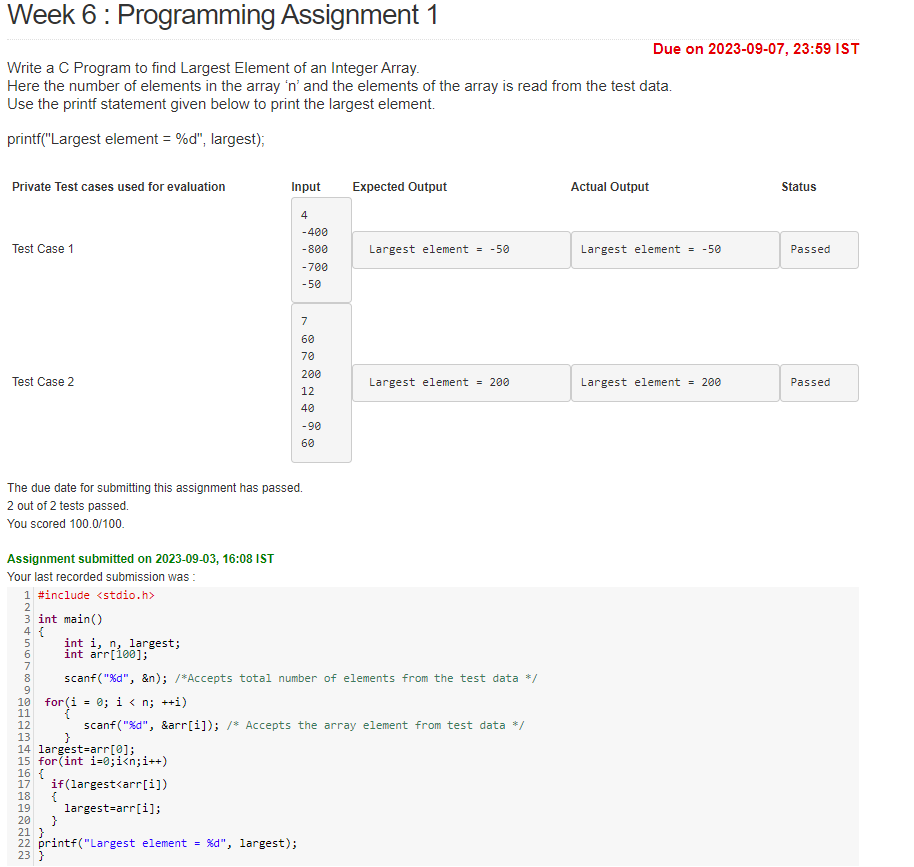 Week 6 : Programming Assignment 1
Due on 2023-09-07, 23:59 IST
Write a C Program to find Largest Element of an Integer Array.
Here the number of elements in the array ‘n’ and the elements of the array is read from the test data.
Use the printf statement given below to print the largest element.
printf("Largest element = %d", largest);
Private Test cases used for evaluation Input Expected Output Actual Output Status
Test Case 1
4
-400
-800
-700
-50
Largest element = -50
Largest element = -50
Passed
Test Case 2
7
60
70
200
12
40
-90
60
Largest element = 200
Largest element = 200
Passed
The due date for submitting this assignment has passed.
2 out of 2 tests passed.
You scored 100.0/100.
Assignment submitted on 2023-09-03, 16:08 IST
Your last recorded submission was :
1 #include <stdio.h>
2
3 int main()
4 {
5     int i, n, largest;
6     int arr[100];
7
8     scanf("%d", &n); /*Accepts total number of elements from the test data */
9
10  for(i = 0; i < n; ++i)
11     {
12        scanf("%d", &arr[i]); /* Accepts the array element from test data */
13     }
14 largest=arr[0];
15 for(int i=0;i<n;i++)
16 {
17   if(largest<arr[i])
18   {
19     largest=arr[i];
20   }
21 }
22 printf("Largest element = %d", largest);
23 }